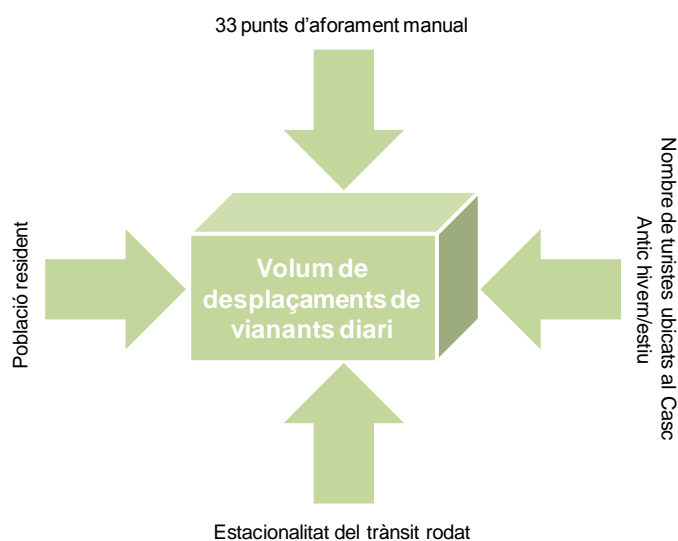 33 punts d'aforament manual
Població resident
Volum de
desplaçaments de
vianants diari
Nombre de turistes ubicats al Casc
Antic hivern/estiu
Estacionalitat del trànsit rodat